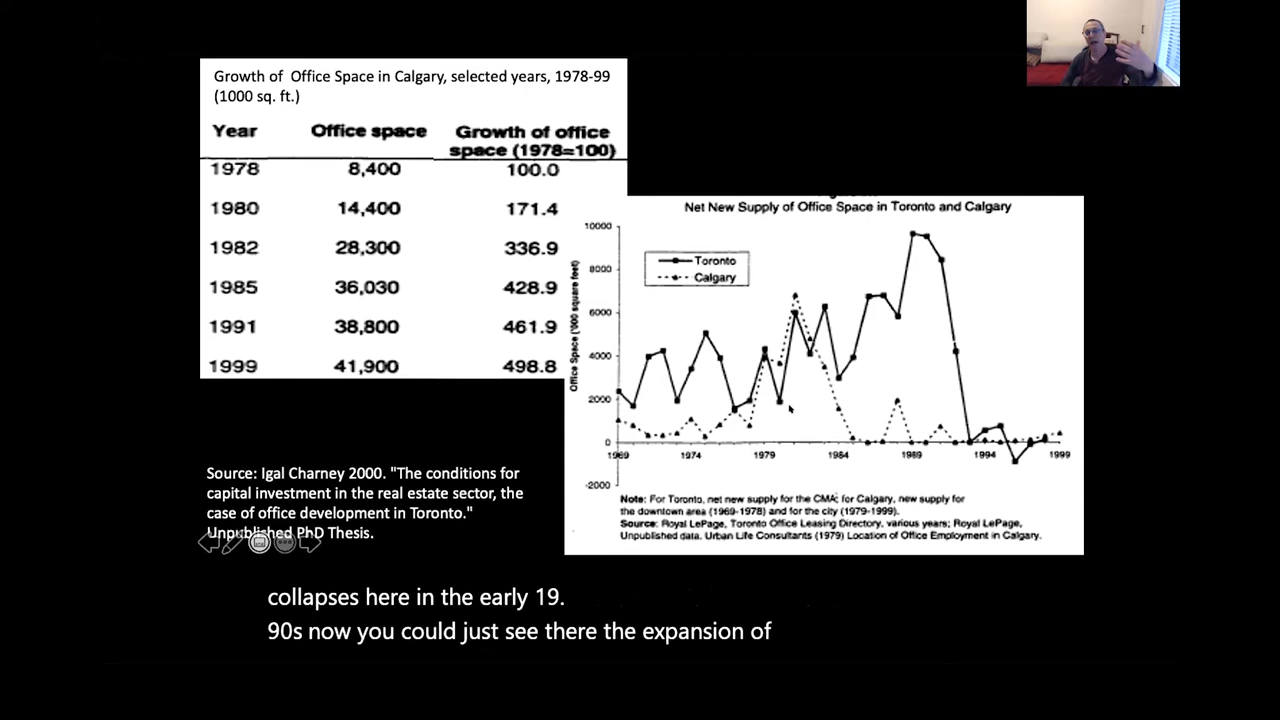 Growth of Office Space in Calgary, selected years, 1978-99
(1000 sq. ft.)
Year Office space Growth of office
space (1978=100)
1978 8,400 100.0
1980 14,400 171.4
1982 28,300 336.9
1985 36,030 428.9
1991 38,800 461.9
1999 41,900 498.8
Net New Supply of Office Space in Toronto and Calgary
Office Space ('000 square feet)
10000
8000
6000
4000
2000
0
-2000
Toronto
Calgary
1969 1974 1979 1984 1989 1994 1999
Note: For Toronto, net new supply for the CMA; for Calgary, new supply for
the downtown area (1969-1978) and for the city (1979-1999).
Source: Royal LePage, Toronto Office Leasing Directory, various years; Royal LePage,
Unpublished data. Urban Life Consultants (1979) Location of Office Employment in Calgary.
Source: Igal Charney 2000. "The conditions for
capital investment in the real estate sector, the
case of office development in Toronto."
Unpublished PhD Thesis.
collapses here in the early 19.
90s now you could just see there the expansion of